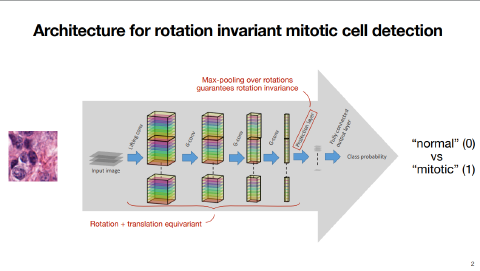 Architecture for rotation invariant mitotic cell detection
Max-pooling over rotations
guarantees rotation invariance
Lifting conv
G-conv
G-conv
G-conv
Projection layer
Fully connected
output layer
Input image
Class probability
"normal" (0)
vs
"mitotic" (1)
Rotation + translation equivariant
2